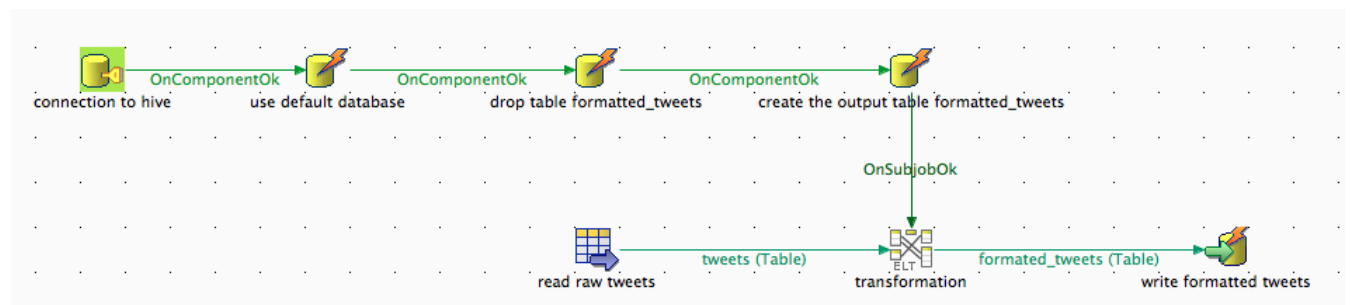 OnComponentOk OnComponentOk OnComponentOk
connection to hive use default database drop table formatted_tweets create the output table formatted_tweets
OnSubjobOk
tweets (Table) formated_tweets (Table)
ELT
read raw tweets transformation write formatted tweets